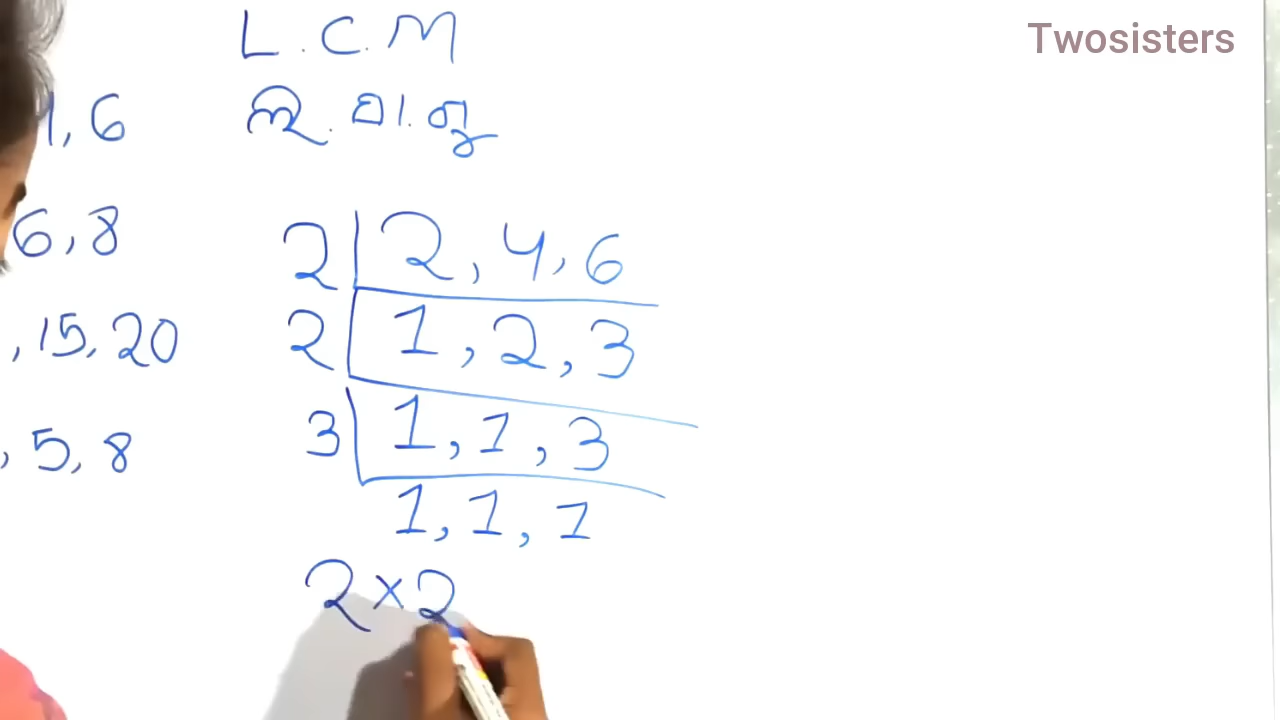 Twosisters
L.C.M
ଲ.ସା.ଗୁ
, 6
6, 8
, 15, 20
, 5, 8
2 | 2, 4, 6
2 | 1, 2, 3
3 | 1, 1, 3
1, 1, 1
2 × 2